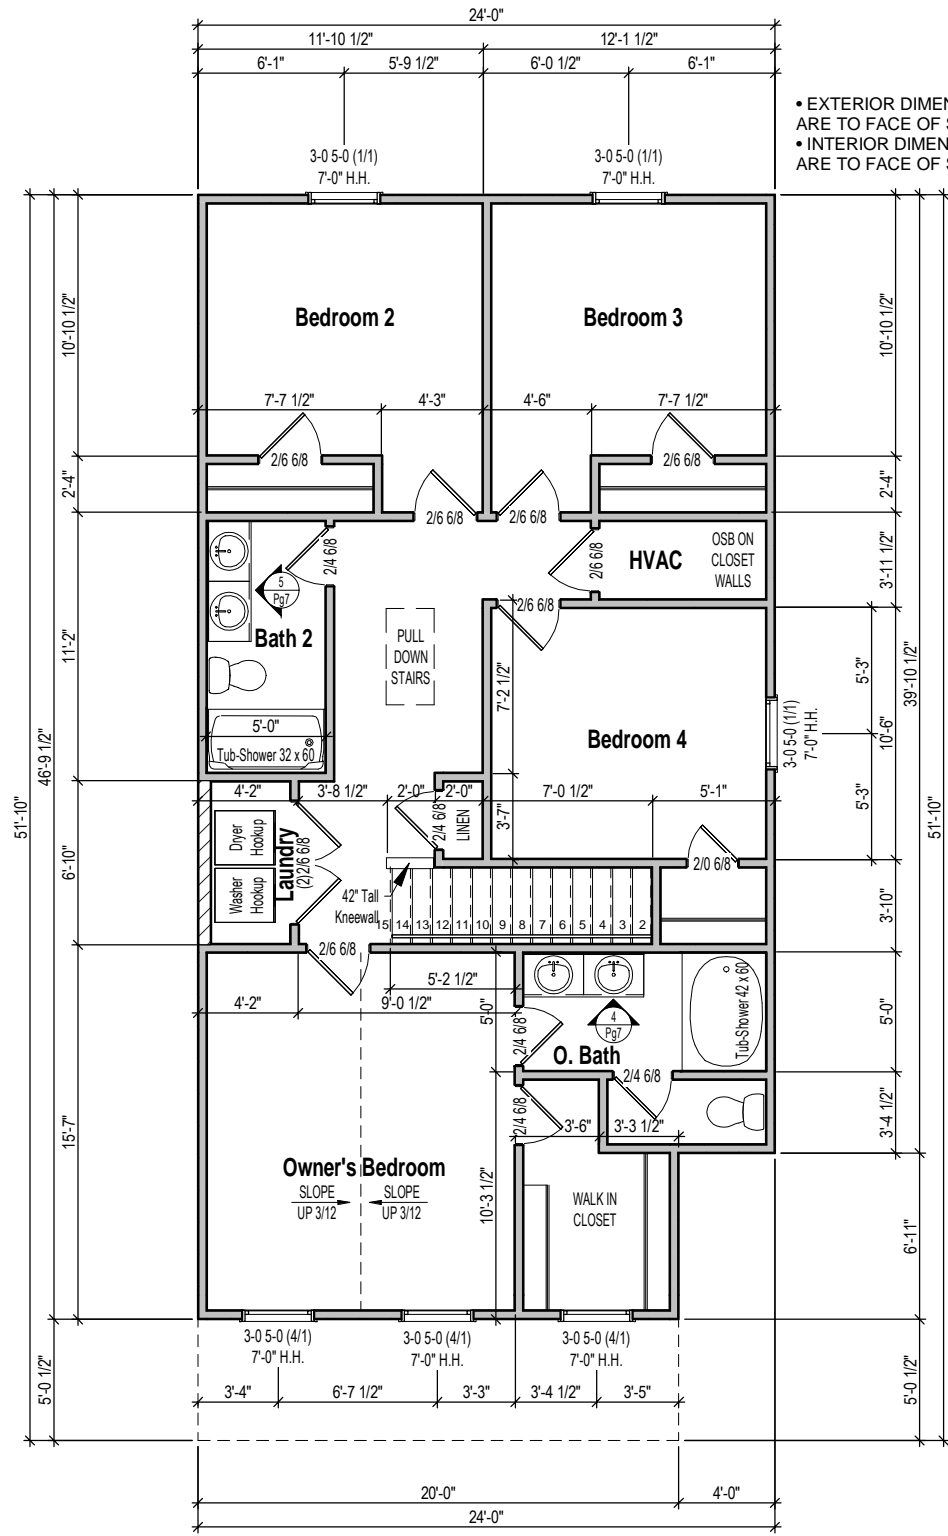 24'-0"
11'-10 1/2" 12'-1 1/2"
6'-1" 5'-9 1/2" 6'-0 1/2" 6'-1"
• EXTERIOR DIMEN
ARE TO FACE OF
• INTERIOR DIMEN
ARE TO FACE OF
3-0 5-0 (1/1)
7'-0" H.H.
3-0 5-0 (1/1)
7'-0" H.H.
10'-10 1/2"
10'-10 1/2"
Bedroom 2
Bedroom 3
7'-7 1/2" 4'-3" 4'-6" 7'-7 1/2"
2/6 6/8
2/6 6/8
2'-4"
2'-4"
2/6 6/8
2/6 6/8
2/4 6/8
2/6 6/8
HVAC
OSB ON
CLOSET
WALLS
3'-11 1/2"
5
Pg7
Bath 2
2/6 6/8
PULL
DOWN
STAIRS
11'-2"
7'-2 1/2"
5'-3"
39'-10 1/2"
10'-6"
3-0 5-0 (1/1)
7'-0" H.H.
Bedroom 4
5'-0"
Tub-Shower 32 x 60
46'-9 1/2"
51'-10"
51'-10"
5'-3"
4'-2" 3'-8 1/2" 2'-0" 2'-0" 7'-0 1/2" 5'-1"
Dryer
Hookup
Washer
Hookup
Laundry
(2)2/6 6/8
2/4 6/8
LINEN
3'-7"
2/0 6/8
6'-10"
42" Tall
Kneewall
15 14 13 12 11 10 9 8 7 6 5 4 3 2
3'-10"
2/6 6/8
5'-2 1/2"
4'-2" 9'-0 1/2"
5'-0"
2/4 6/8
4
Pg7
O. Bath
Tub-Shower 42 x 60
5'-0"
2/4 6/8
2/4 6/8
3'-6" 3'-3 1/2"
3'-4 1/2"
15'-7"
Owner's Bedroom
SLOPE
UP 3/12
SLOPE
UP 3/12
10'-3 1/2"
WALK IN
CLOSET
6'-11"
3-0 5-0 (4/1)
7'-0" H.H.
3-0 5-0 (4/1)
7'-0" H.H.
3-0 5-0 (4/1)
7'-0" H.H.
5'-0 1/2"
5'-0 1/2"
3'-4" 6'-7 1/2" 3'-3" 3'-4 1/2" 3'-5"
20'-0" 4'-0"
24'-0"